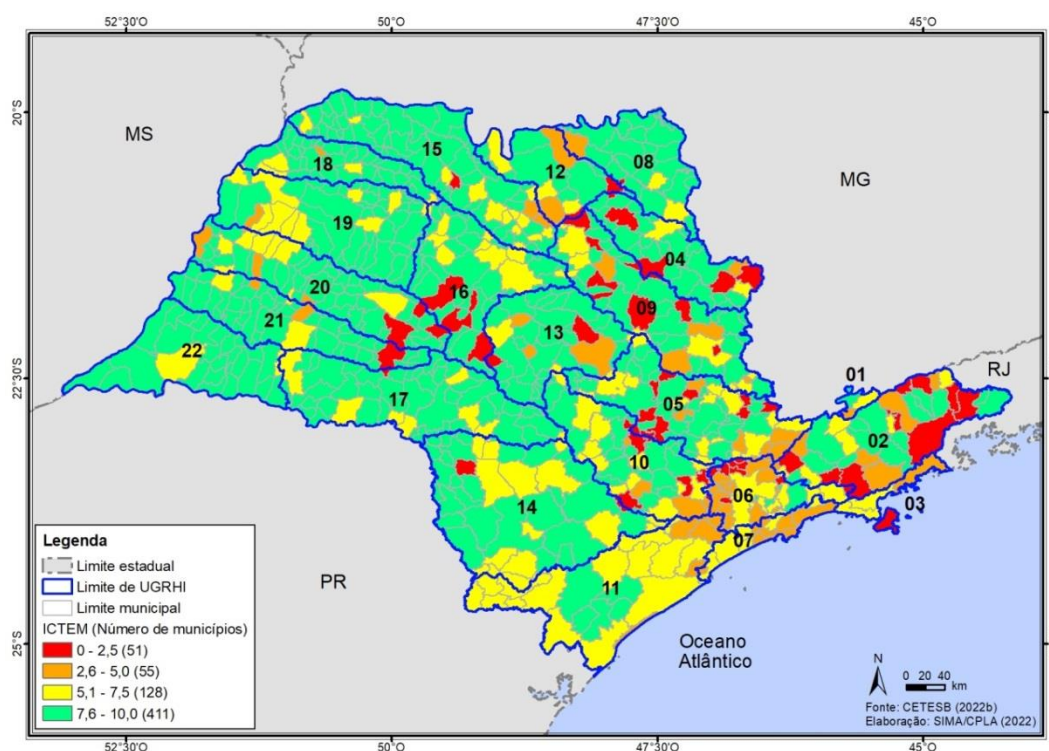 52°30'O 50°O 47°30'O 45°O
20°S
22°30'S
25°S
MS
MG
RJ
PR
15
08
12
18
19
04
16
20
09
13
21
22
01
05
17
02
10
06
03
14
07
11
Oceano
Atlântico
Legenda
Limite estadual
Limite de UGRHI
Limite municipal
ICTEM (Número de municípios)
0 - 2,5 (51)
2,6 - 5,0 (55)
5,1 - 7,5 (128)
7,6 - 10,0 (411)
N
0 20 40
km
Fonte: CETESB (2022b)
Elaboração: SIMA/CPLA (2022)
52°30'O 50°O 47°30'O 45°O
20°S
22°30'S
25°S